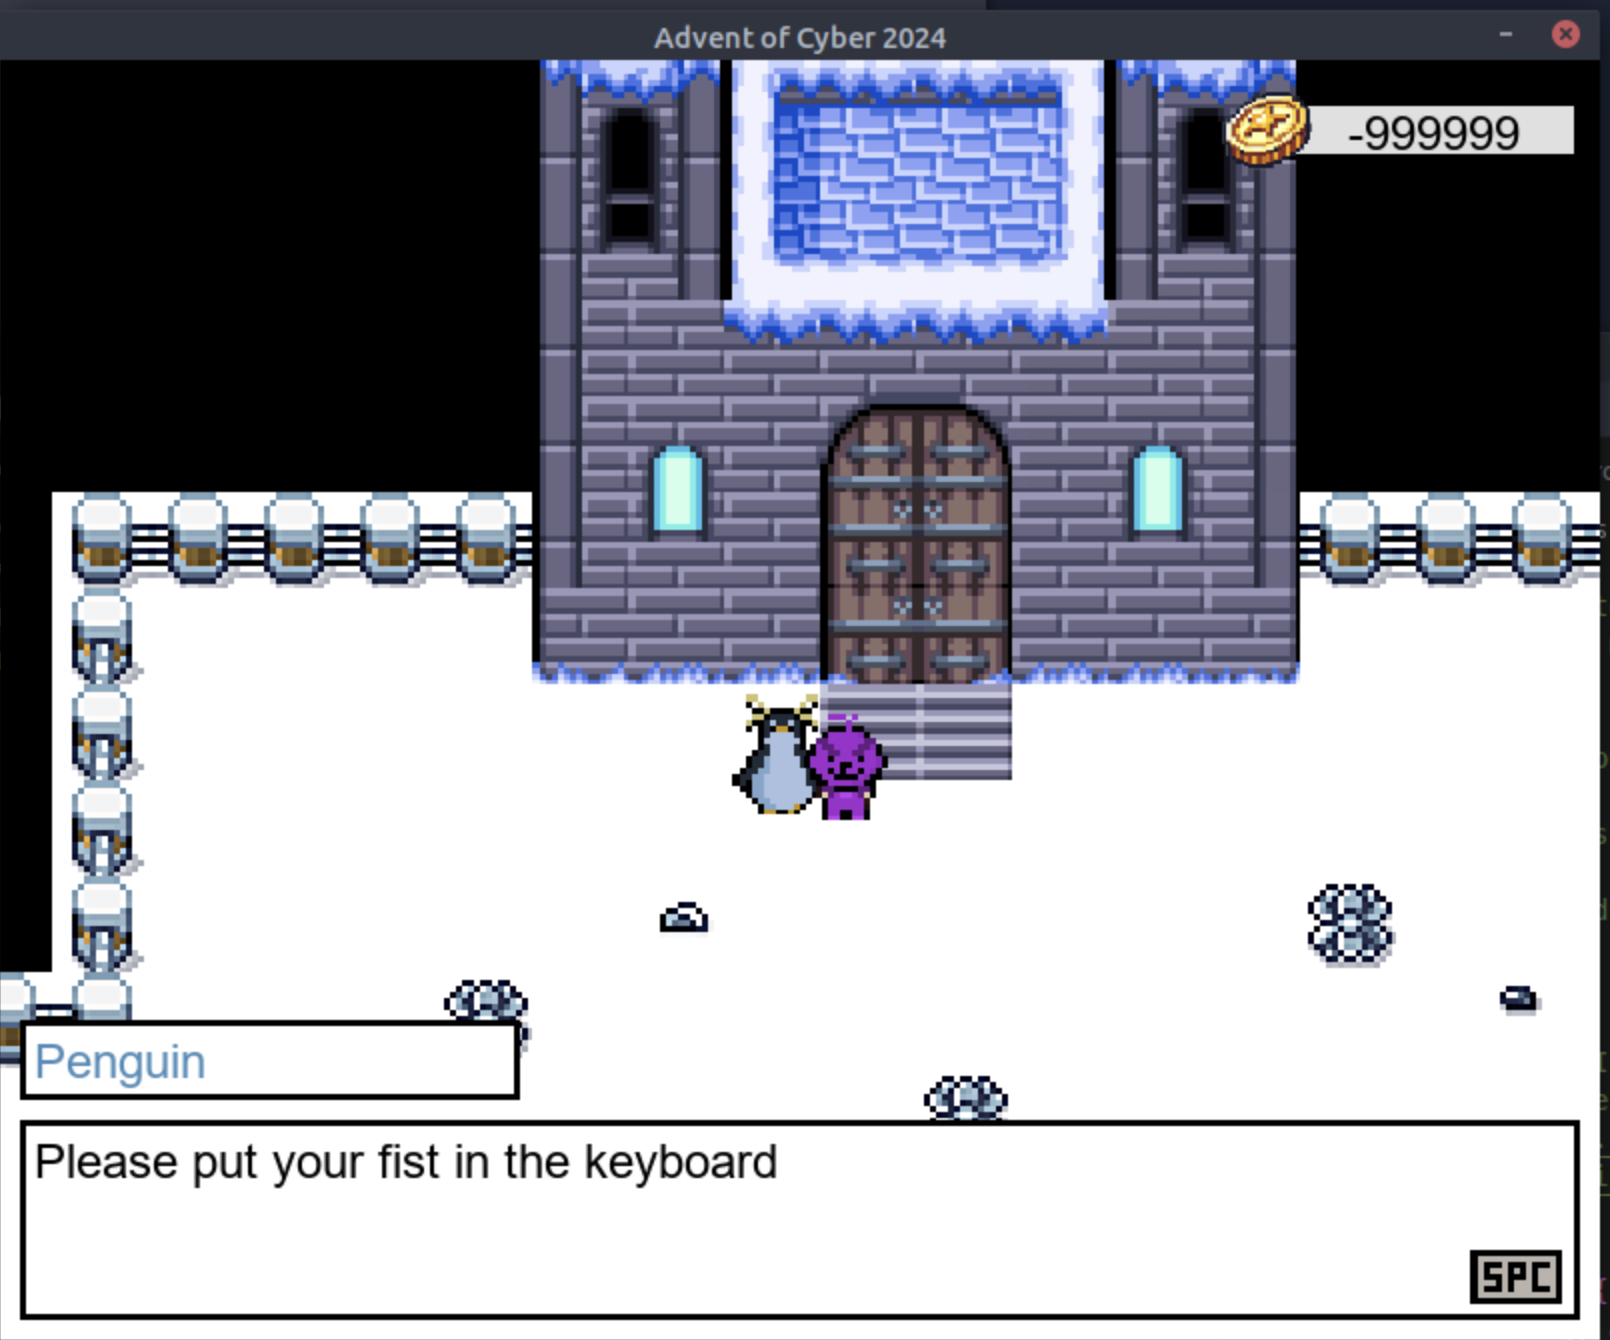 Advent of Cyber 2024
-999999
Penguin
Please put your fist in the keyboard
SPC